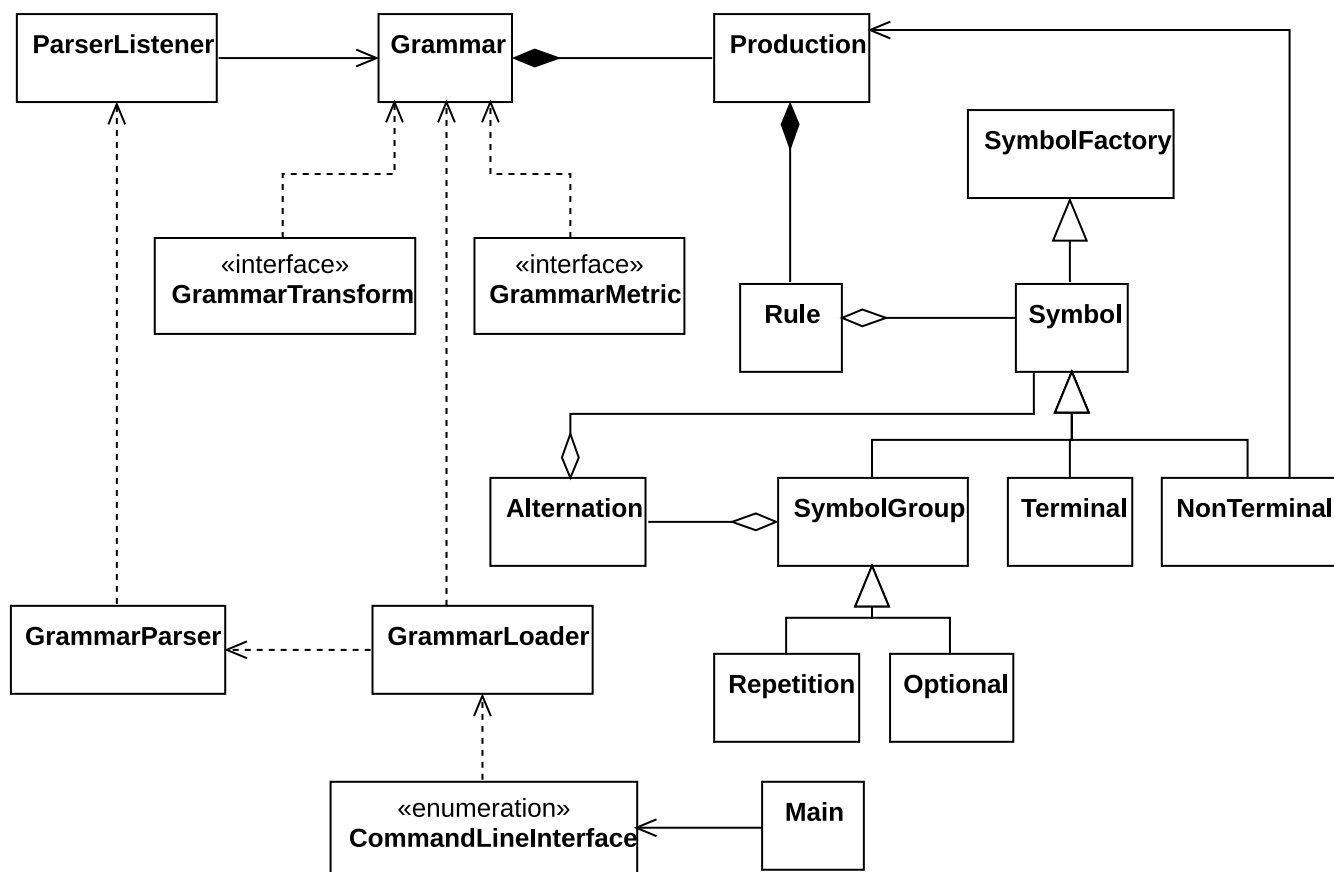 ParserListener
Grammar
Production
SymbolFactory
«interface»
GrammarTransform
«interface»
GrammarMetric
Rule
Symbol
Alternation
SymbolGroup
Terminal
NonTerminal
GrammarParser
GrammarLoader
Repetition
Optional
«enumeration»
CommandLineInterface
Main